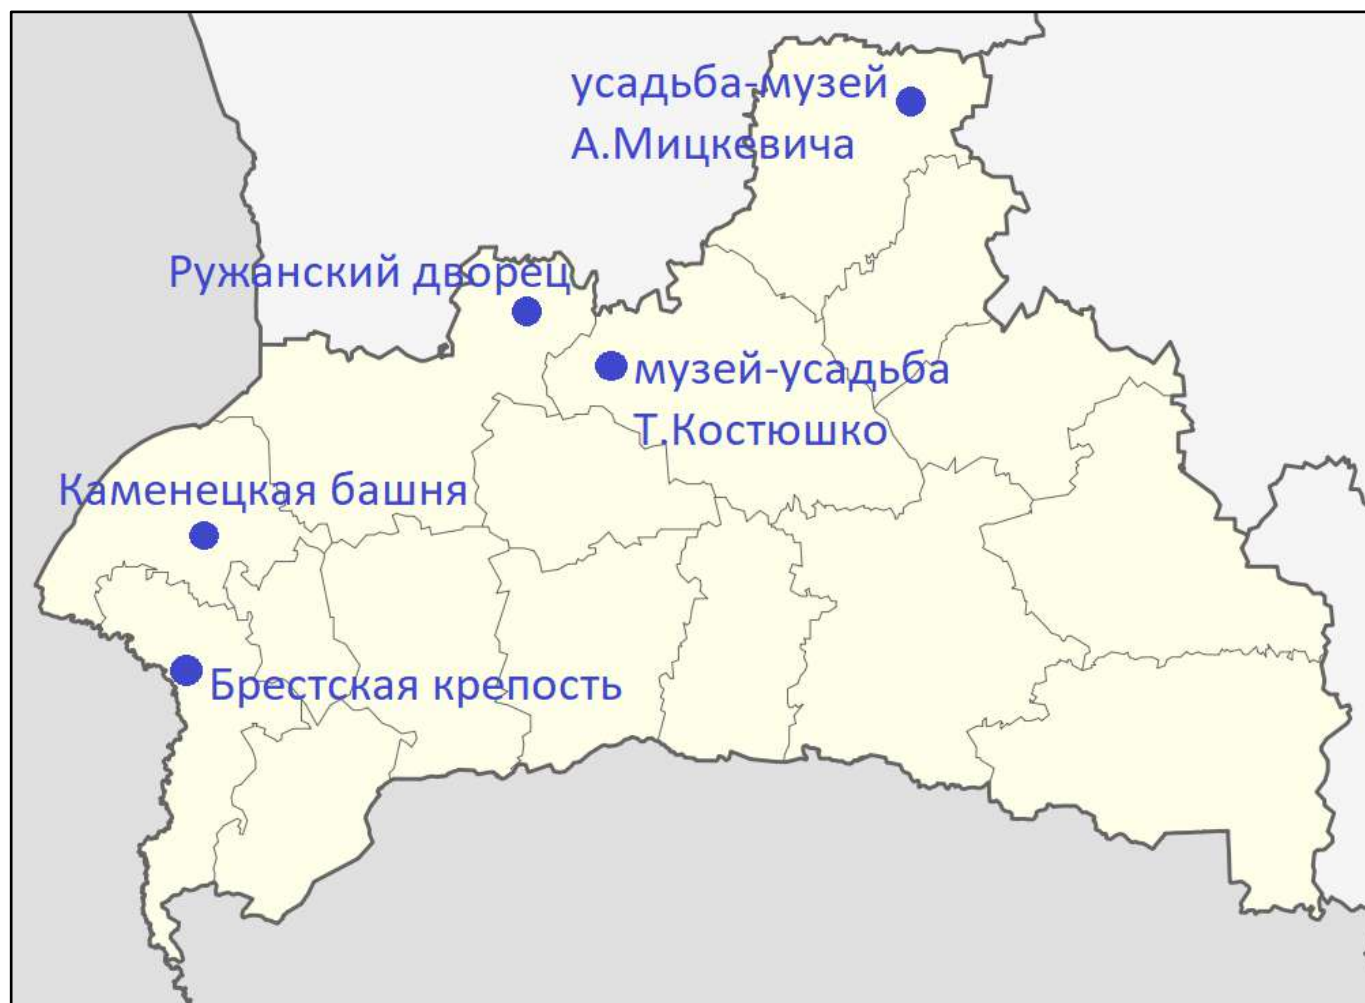 усадьба-музей
А.Мицкевича
Ружанский дворец
музей-усадьба
Т.Костюшко
Каменецкая башня
Брестская крепость